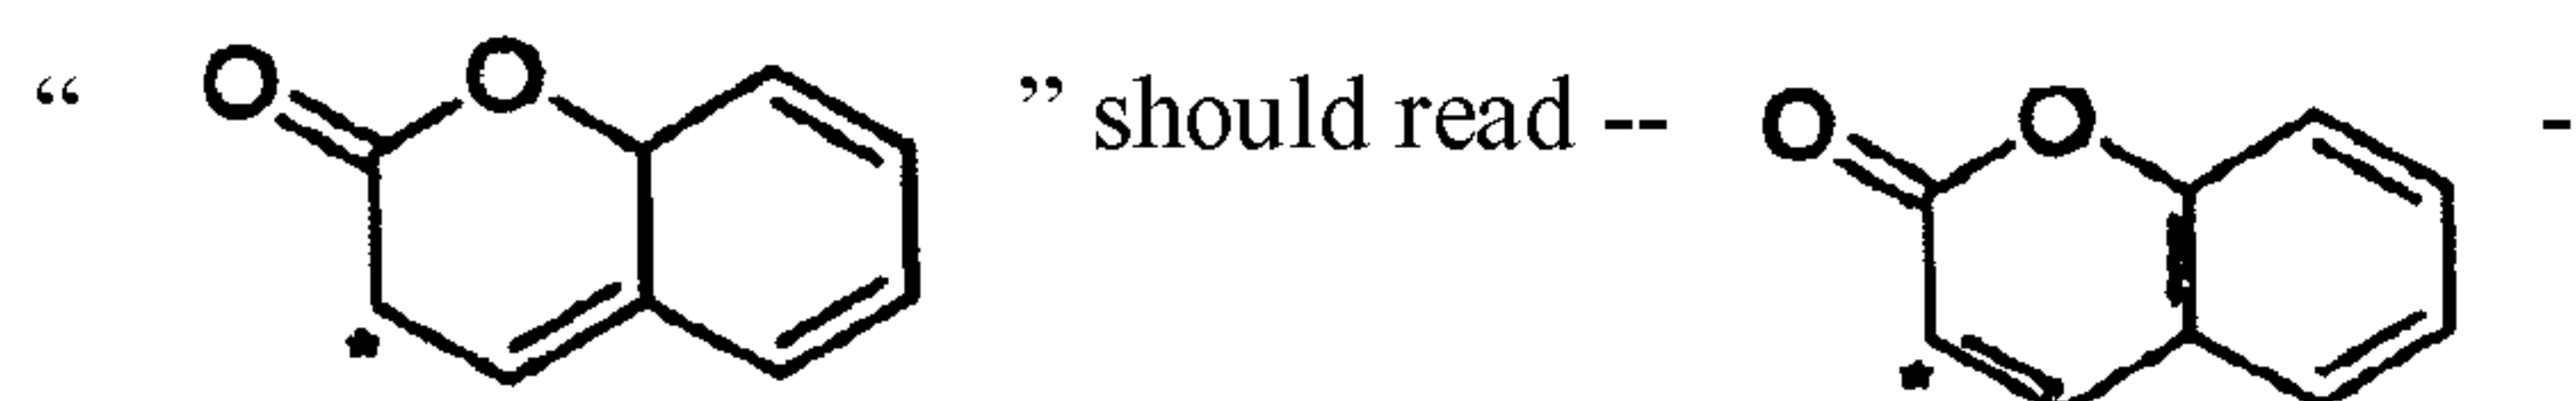 “ O O * ” should read -- O O * -